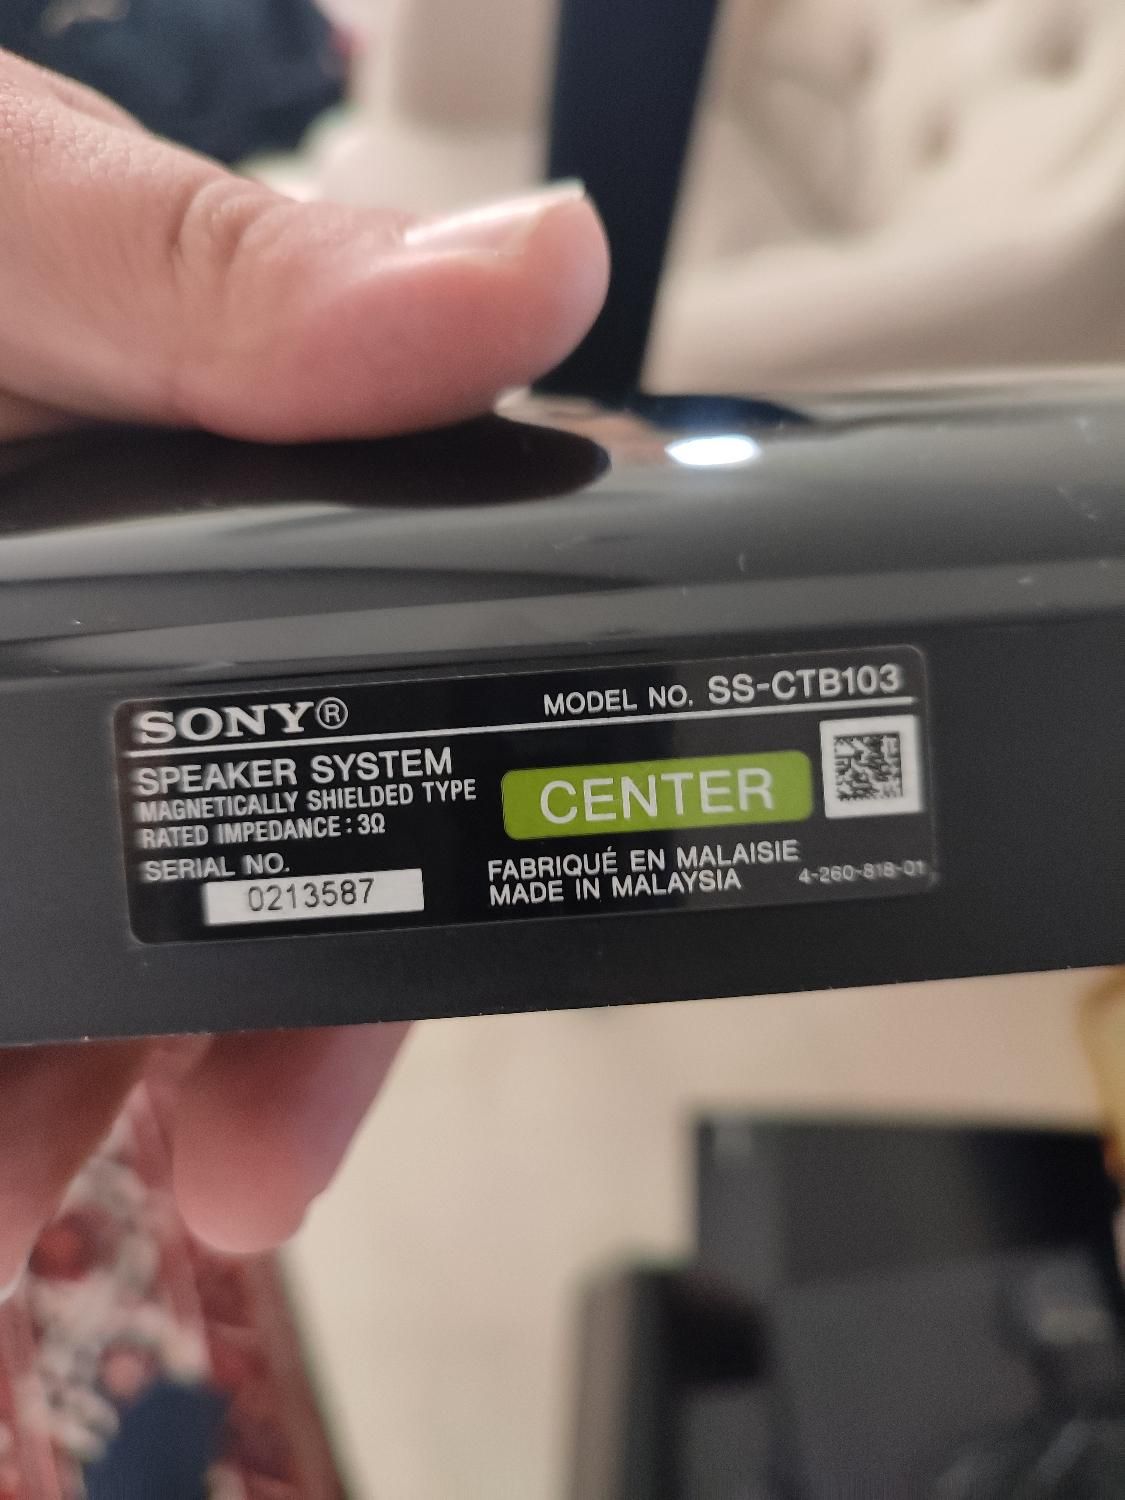 SONY®
MODEL NO. SS-CTB103
SPEAKER SYSTEM
MAGNETICALLY SHIELDED TYPE
RATED IMPEDANCE : 3Ω
CENTER
SERIAL NO.
0213587
FABRIQUÉ EN MALAISIE
MADE IN MALAYSIA
4-260-818-01